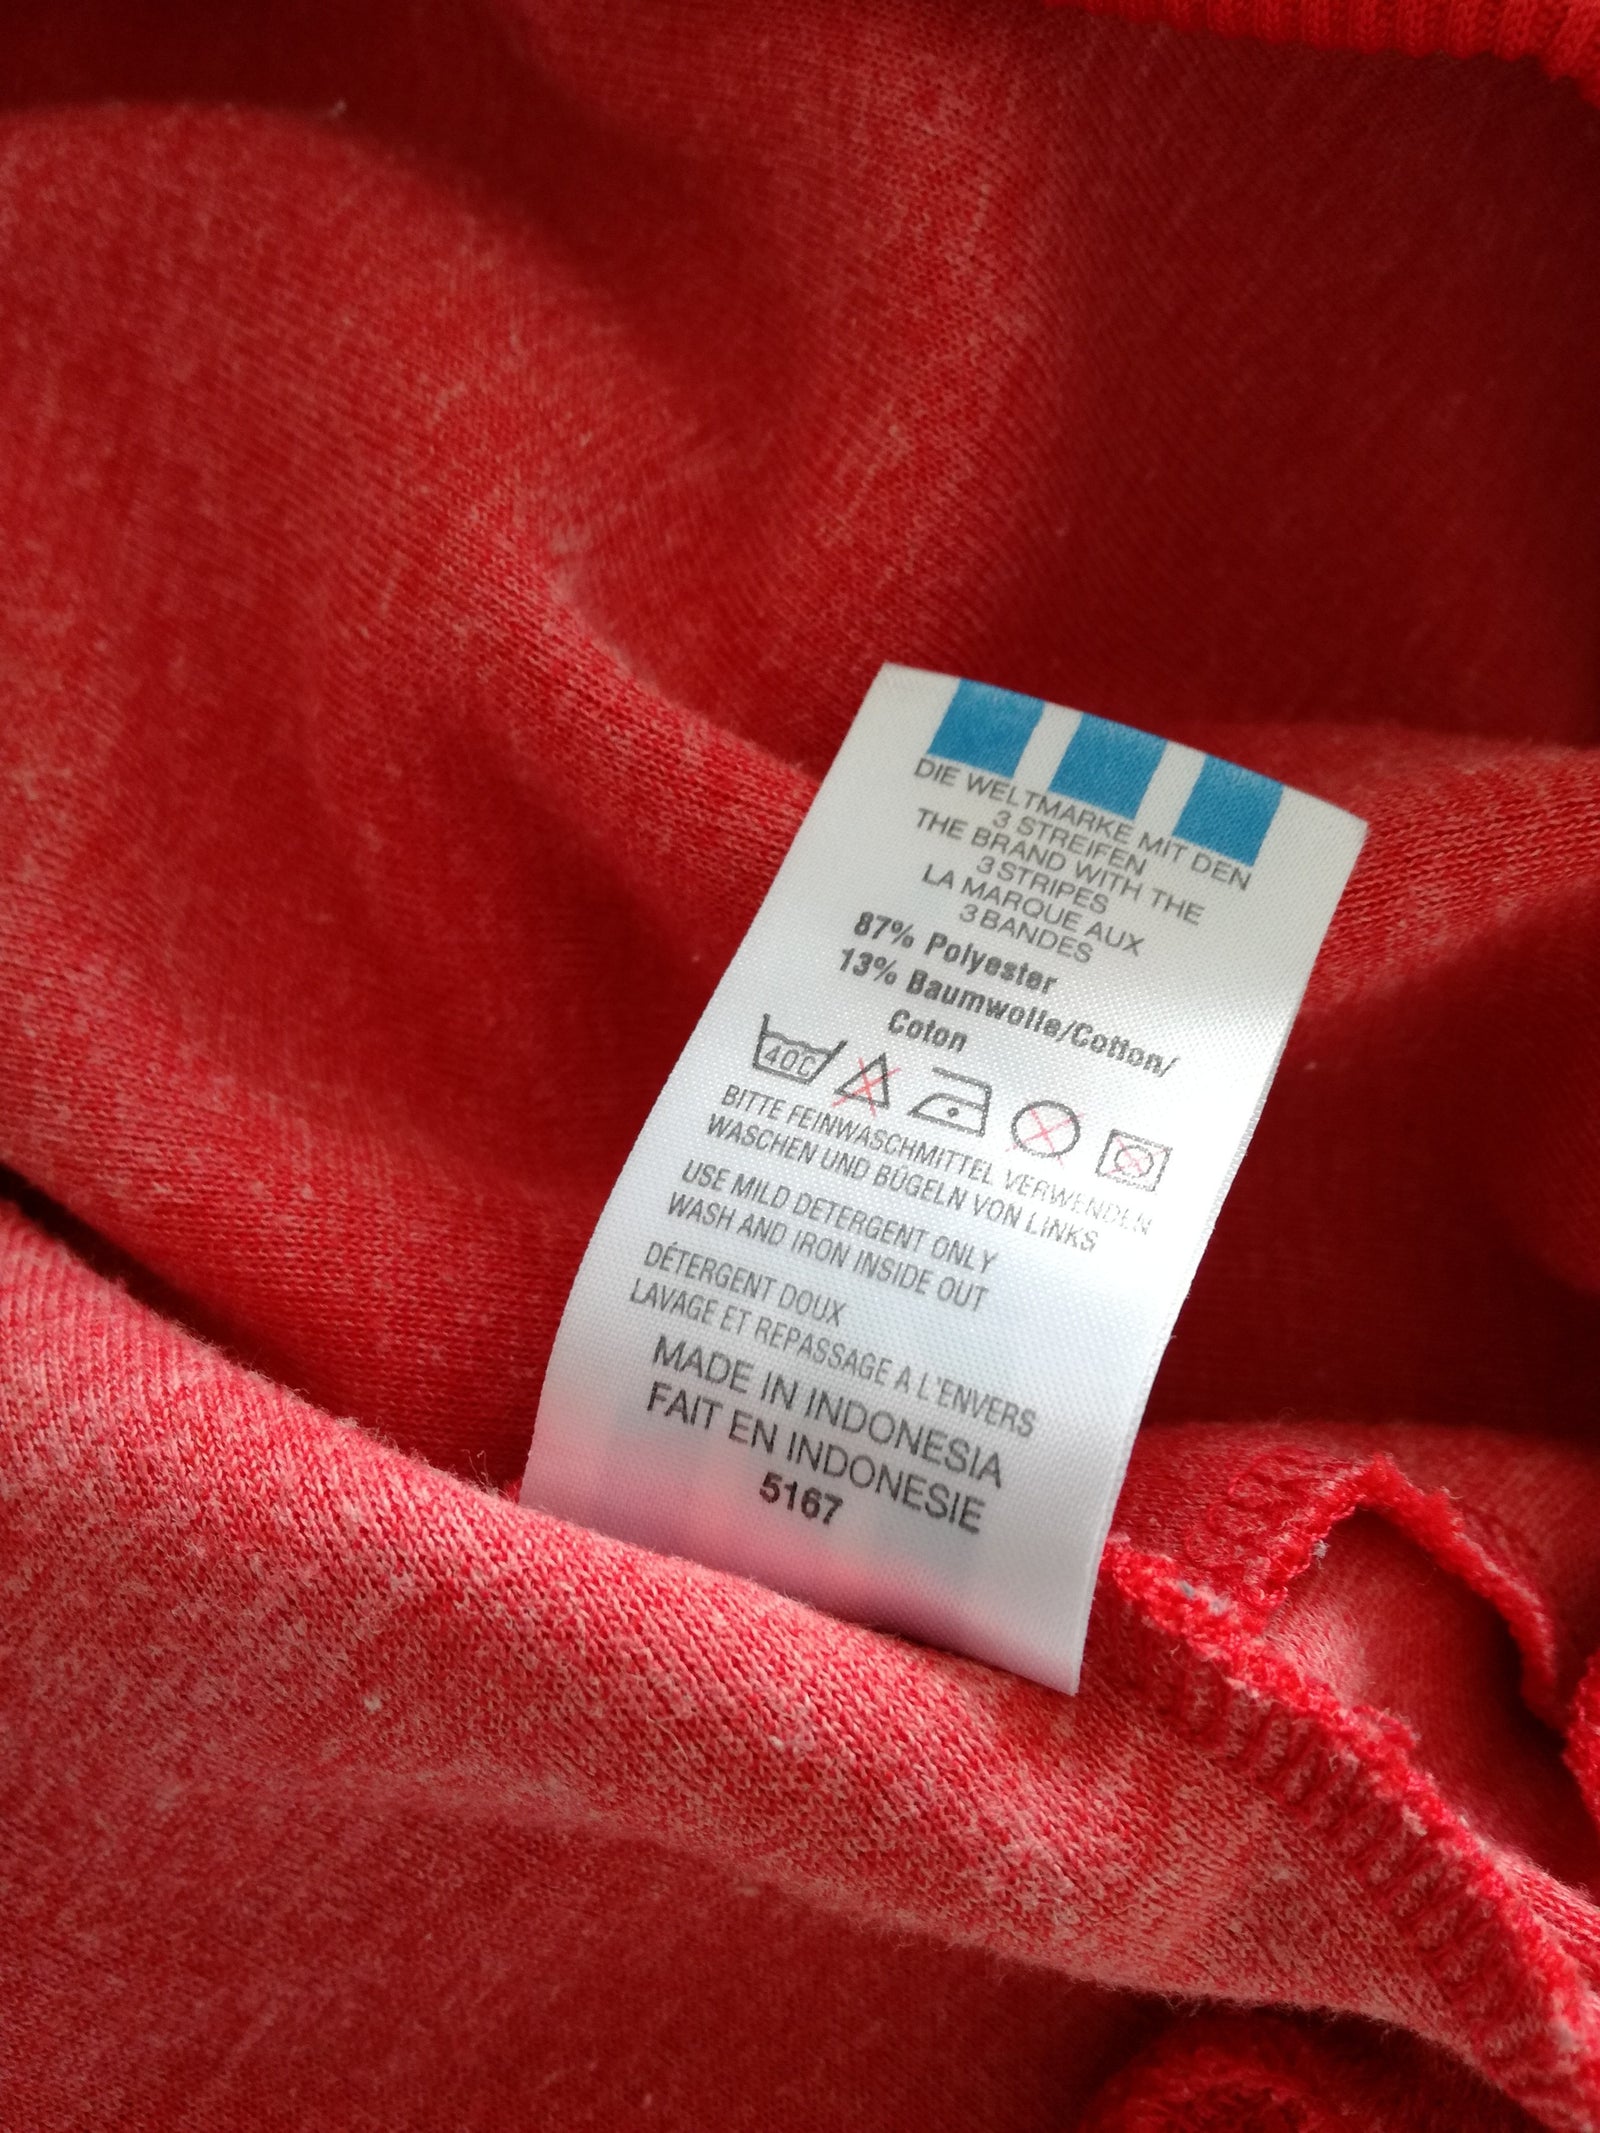 DIE WELTMARKE MIT DEN
3 STREIFEN
THE BRAND WITH THE
3 STRIPES
LA MARQUE AUX
3 BANDES
87% Polyester
13% Baumwolle/Cotton/
Coton
40C
BITTE FEINWASCHMITTEL VERWENDEN
WASCHEN UND BÜGELN VON LINKS
USE MILD DETERGENT ONLY
WASH AND IRON INSIDE OUT
DÉTERGENT DOUX
LAVAGE ET REPASSAGE A L'ENVERS
MADE IN INDONESIA
FAIT EN INDONESIE
5167